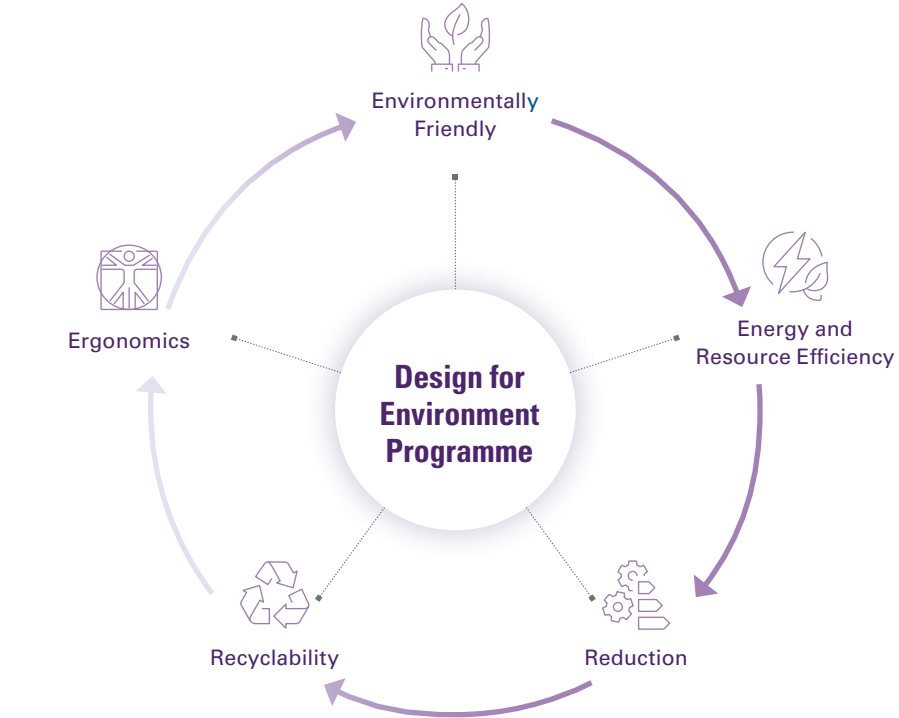 Environmentally
Friendly
Energy and
Resource Efficiency
Ergonomics
Design for
Environment
Programme
Recyclability
Reduction